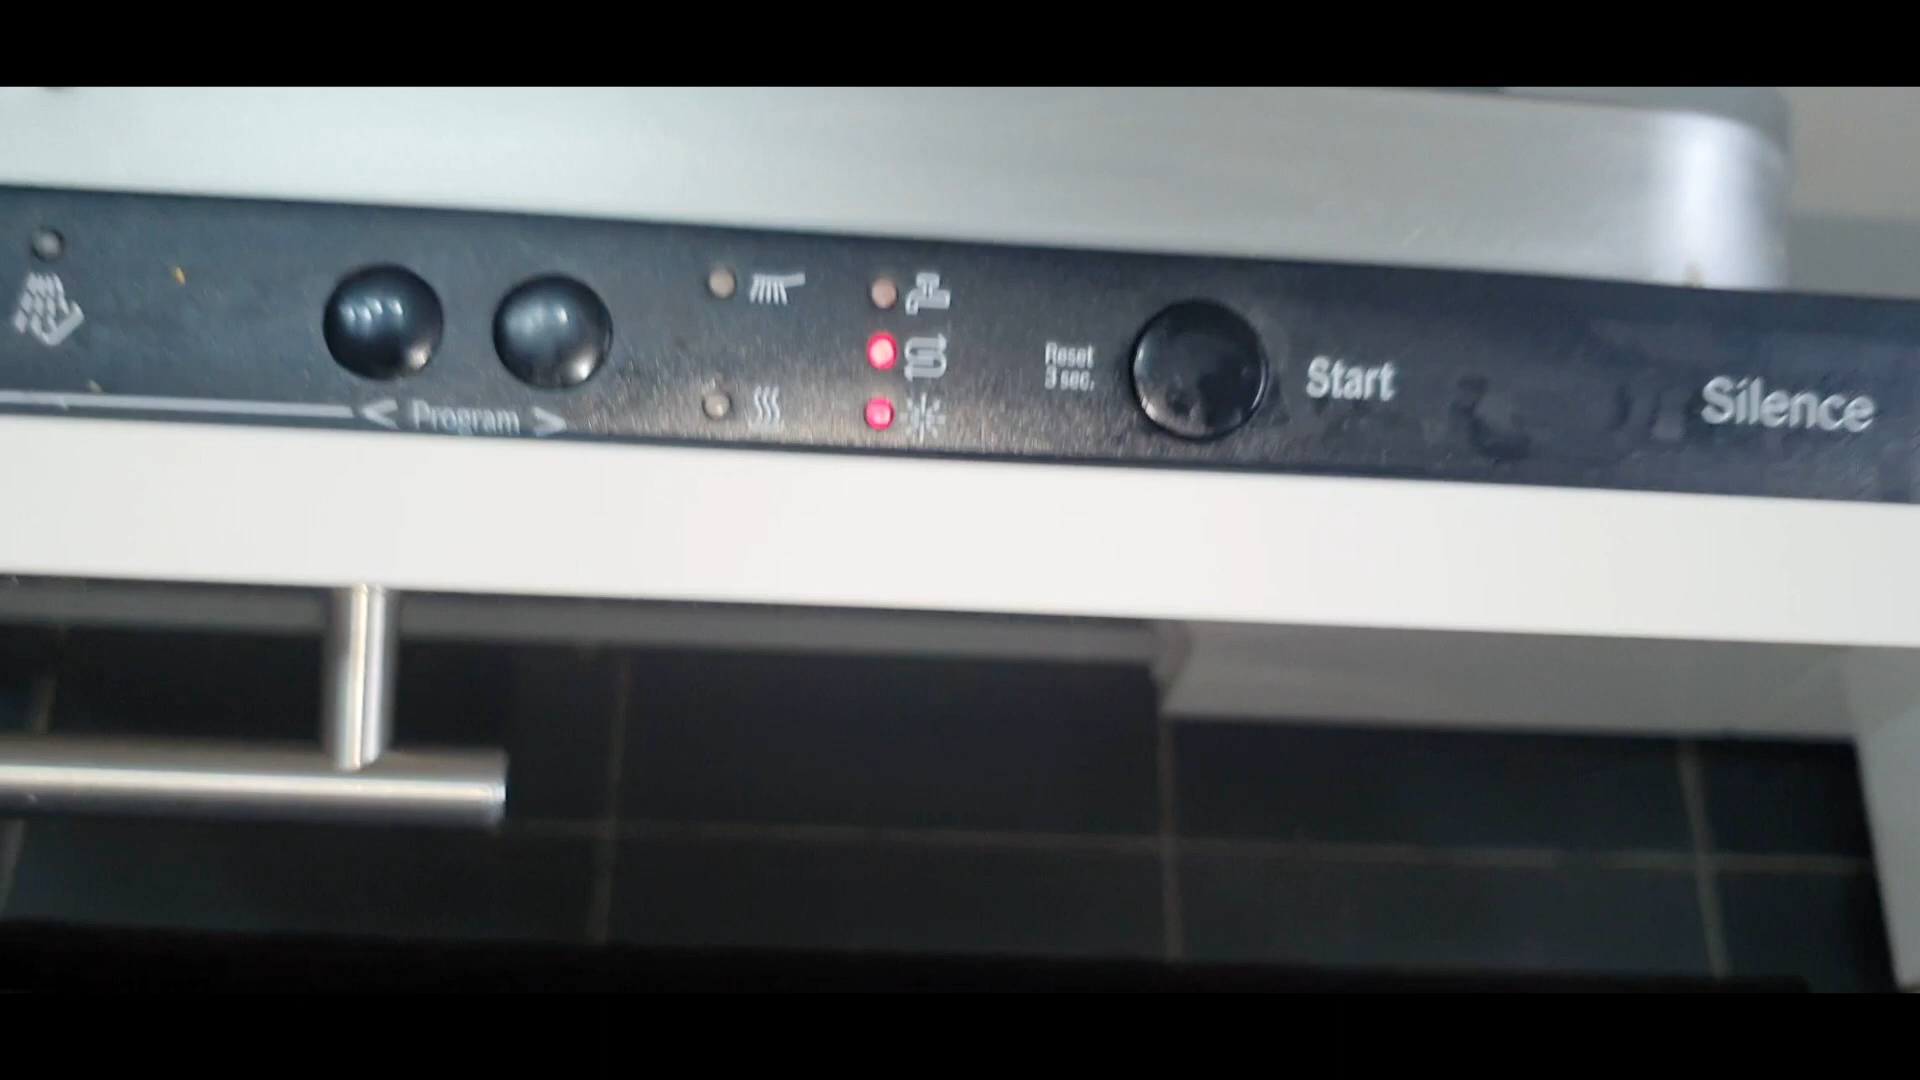 < Program >
Reset
3 sec.
Start
Silence